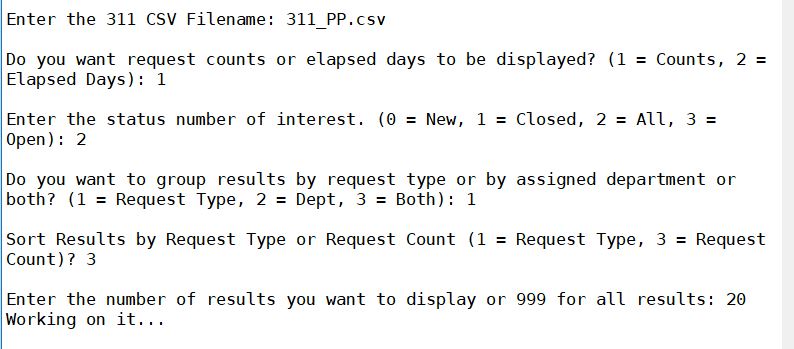 Enter the 311 CSV Filename: 311_PP.csv
Do you want request counts or elapsed days to be displayed? (1 = Counts, 2 =
Elapsed Days): 1
Enter the status number of interest. (0 = New, 1 = Closed, 2 = All, 3 =
Open): 2
Do you want to group results by request type or by assigned department or
both? (1 = Request Type, 2 = Dept, 3 = Both): 1
Sort Results by Request Type or Request Count (1 = Request Type, 3 = Request
Count)? 3
Enter the number of results you want to display or 999 for all results: 20
Working on it...